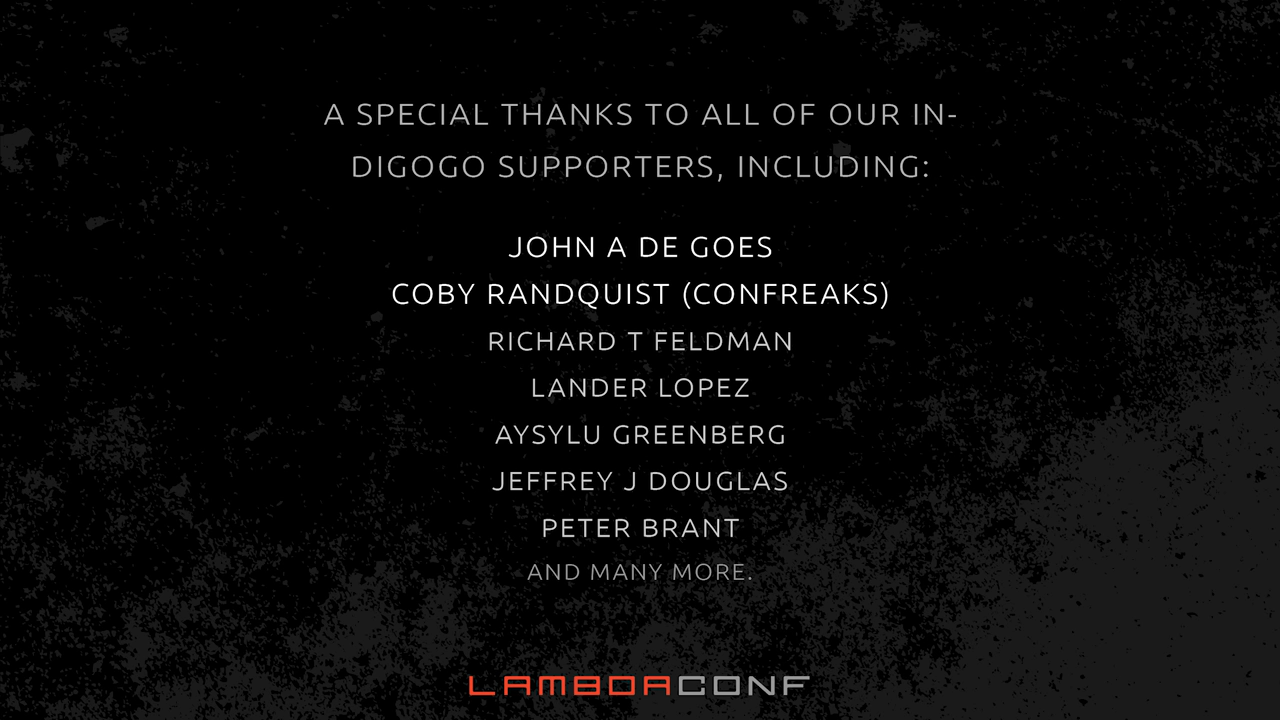 A SPECIAL THANKS TO ALL OF OUR IN-
DIGOGO SUPPORTERS, INCLUDING:
JOHN A DE GOES
COBY RANDQUIST (CONFREAKS)
RICHARD T FELDMAN
LANDER LOPEZ
AYSYLU GREENBERG
JEFFREY J DOUGLAS
PETER BRANT
AND MANY MORE.
LAMBDACONF